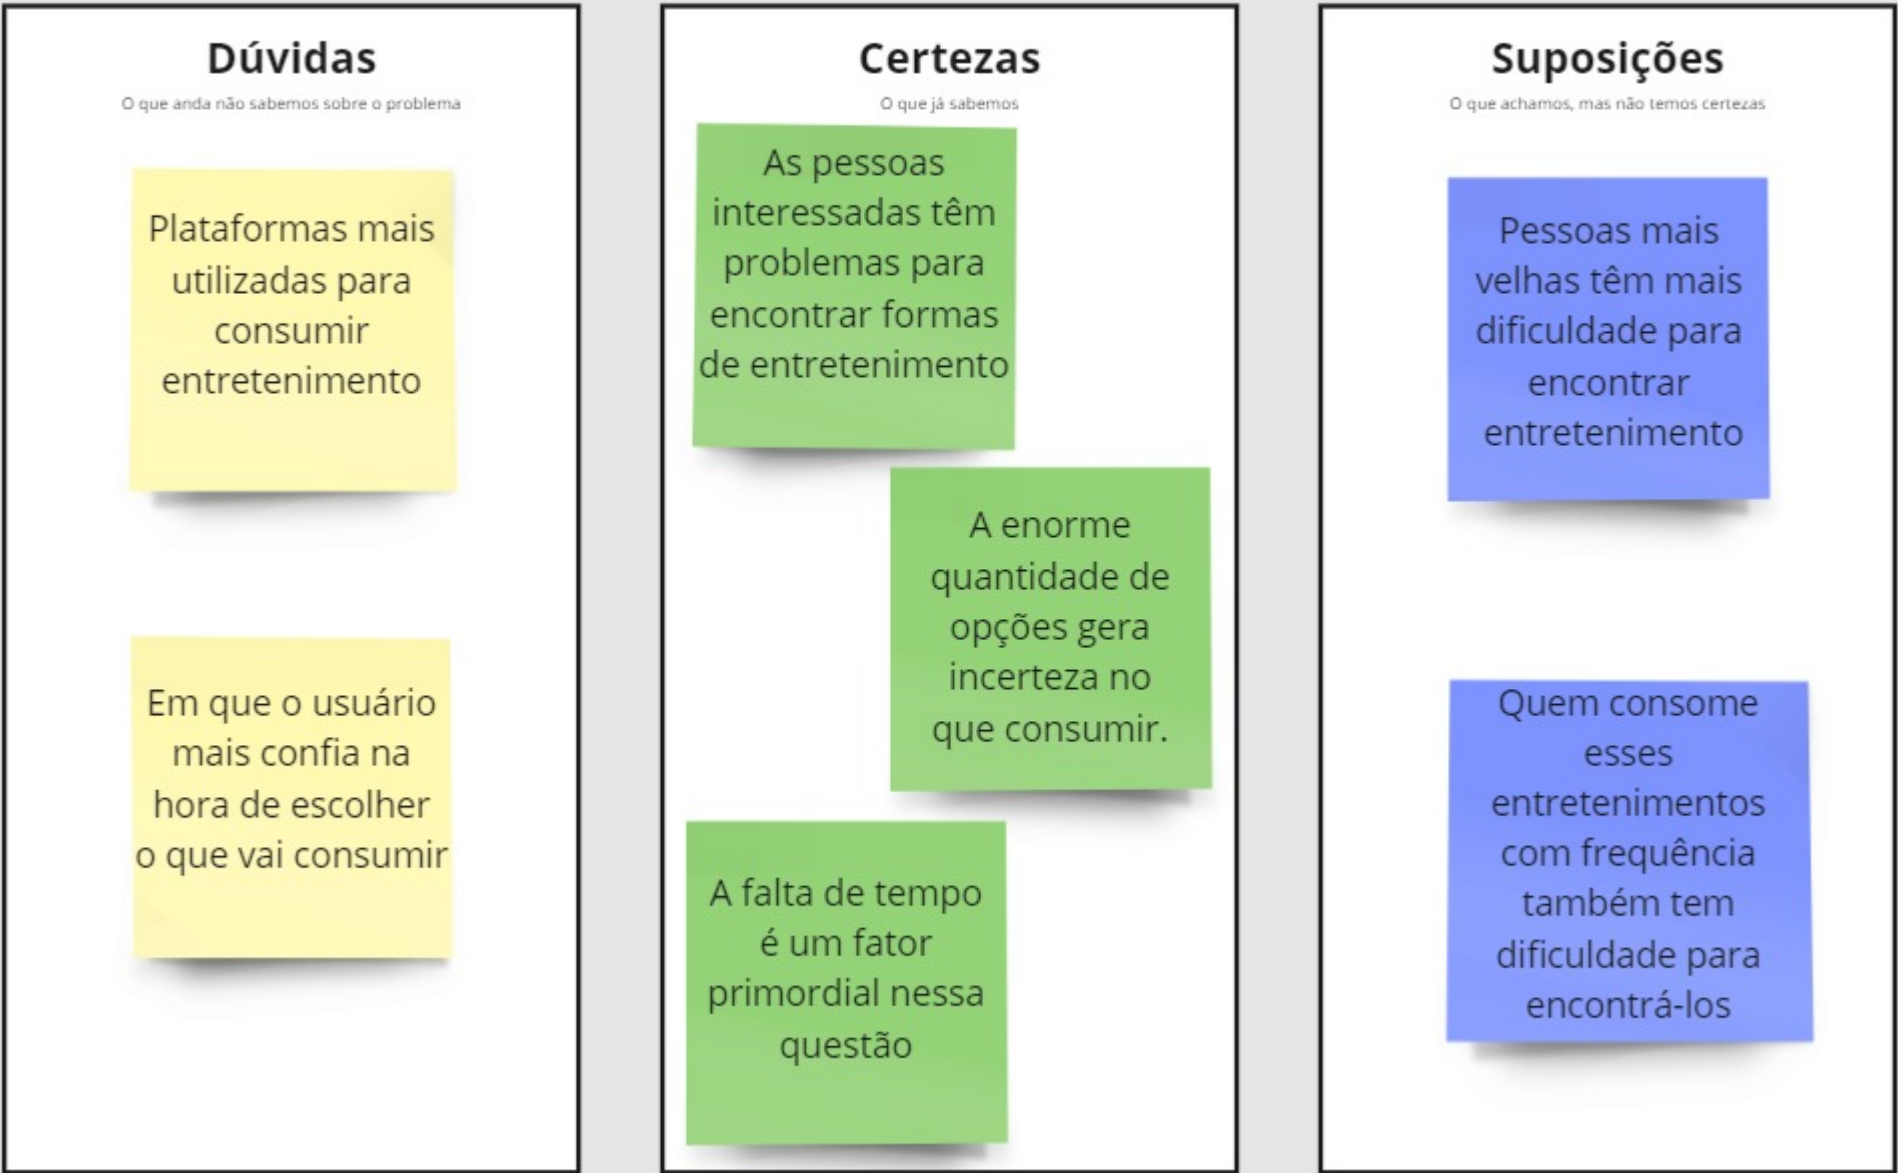 Dúvidas
O que anda não sabemos sobre o problema
Plataformas mais
utilizadas para
consumir
entretenimento
Em que o usuário
mais confia na
hora de escolher
o que vai consumir
Certezas
O que já sabemos
As pessoas
interessadas têm
problemas para
encontrar formas
de entretenimento
A enorme
quantidade de
opções gera
incerteza no
que consumir.
A falta de tempo
é um fator
primordial nessa
questão
Suposições
O que achamos, mas não temos certezas
Pessoas mais
velhas têm mais
dificuldade para
encontrar
entretenimento
Quem consome
esses
entretenimentos
com frequência
também tem
dificuldade para
encontrá-los